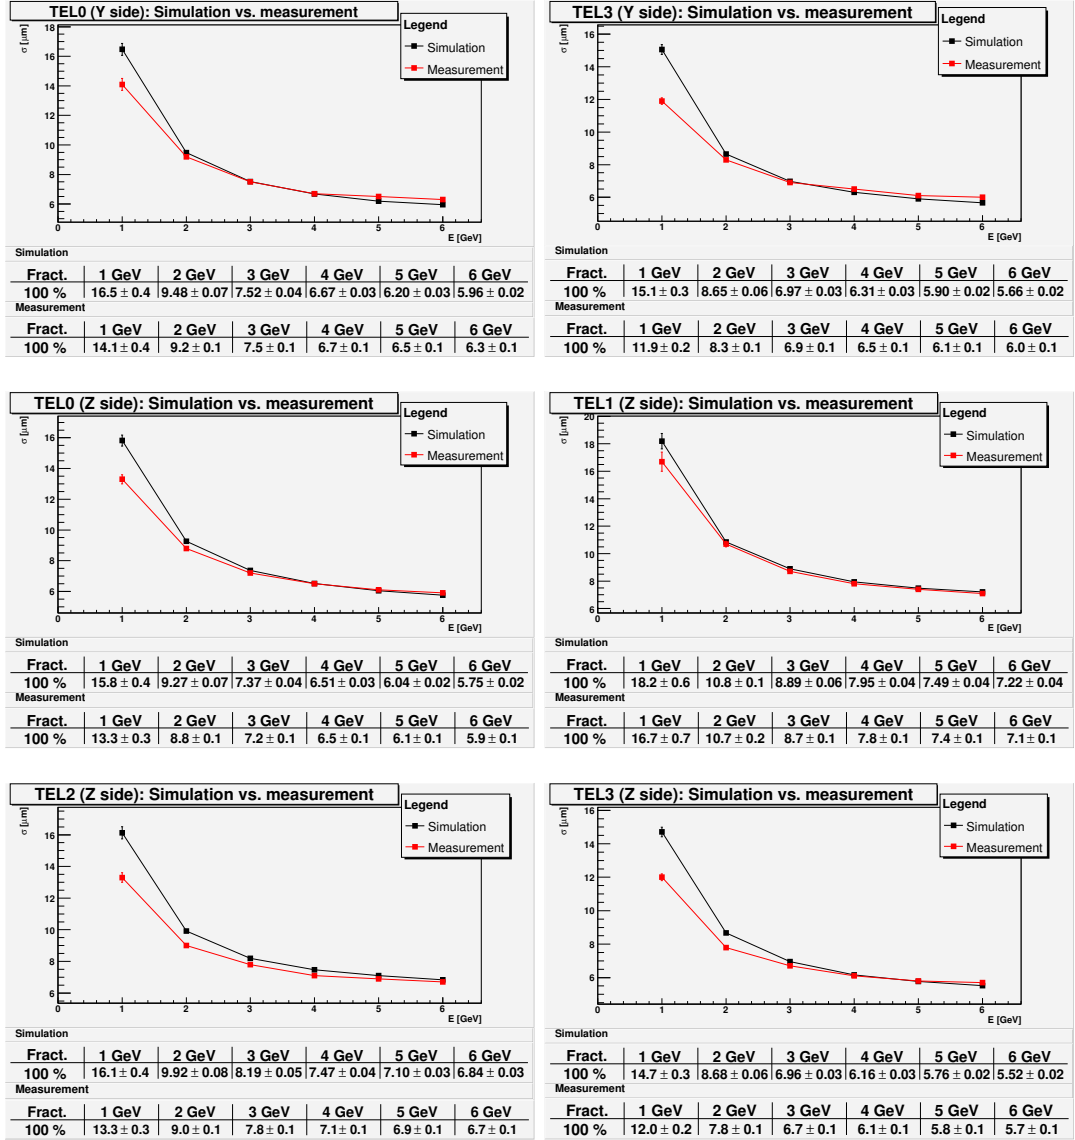 TEL0 (Y side): Simulation vs. measurement
Legend
Simulation
Measurement
σ [μm]
18
16
14
12
10
8
6
0 1 2 3 4 5 6
E [GeV]
Simulation
Fract. 1 GeV 2 GeV 3 GeV 4 GeV 5 GeV 6 GeV
100 % 16.5 ± 0.4 9.48 ± 0.07 7.52 ± 0.04 6.67 ± 0.03 6.20 ± 0.03 5.96 ± 0.02
Measurement
Fract. 1 GeV 2 GeV 3 GeV 4 GeV 5 GeV 6 GeV
100 % 14.1 ± 0.4 9.2 ± 0.1 7.5 ± 0.1 6.7 ± 0.1 6.5 ± 0.1 6.3 ± 0.1
TEL3 (Y side): Simulation vs. measurement
Legend
Simulation
Measurement
σ [μm]
16
14
12
10
8
6
0 1 2 3 4 5 6
E [GeV]
Simulation
Fract. 1 GeV 2 GeV 3 GeV 4 GeV 5 GeV 6 GeV
100 % 15.1 ± 0.3 8.65 ± 0.06 6.97 ± 0.03 6.31 ± 0.03 5.90 ± 0.02 5.66 ± 0.02
Measurement
Fract. 1 GeV 2 GeV 3 GeV 4 GeV 5 GeV 6 GeV
100 % 11.9 ± 0.2 8.3 ± 0.1 6.9 ± 0.1 6.5 ± 0.1 6.1 ± 0.1 6.0 ± 0.1
TEL0 (Z side): Simulation vs. measurement
Legend
Simulation
Measurement
σ [μm]
16
14
12
10
8
6
0 1 2 3 4 5 6
E [GeV]
Simulation
Fract. 1 GeV 2 GeV 3 GeV 4 GeV 5 GeV 6 GeV
100 % 15.8 ± 0.4 9.27 ± 0.07 7.37 ± 0.04 6.51 ± 0.03 6.04 ± 0.02 5.75 ± 0.02
Measurement
Fract. 1 GeV 2 GeV 3 GeV 4 GeV 5 GeV 6 GeV
100 % 13.3 ± 0.3 8.8 ± 0.1 7.2 ± 0.1 6.5 ± 0.1 6.1 ± 0.1 5.9 ± 0.1
TEL1 (Z side): Simulation vs. measurement
Legend
Simulation
Measurement
σ [μm]
20
18
16
14
12
10
8
6
0 1 2 3 4 5 6
E [GeV]
Simulation
Fract. 1 GeV 2 GeV 3 GeV 4 GeV 5 GeV 6 GeV
100 % 18.2 ± 0.6 10.8 ± 0.1 8.89 ± 0.06 7.95 ± 0.04 7.49 ± 0.04 7.22 ± 0.04
Measurement
Fract. 1 GeV 2 GeV 3 GeV 4 GeV 5 GeV 6 GeV
100 % 16.7 ± 0.7 10.7 ± 0.2 8.7 ± 0.1 7.8 ± 0.1 7.4 ± 0.1 7.1 ± 0.1
TEL2 (Z side): Simulation vs. measurement
Legend
Simulation
Measurement
σ [μm]
16
14
12
10
8
6
0 1 2 3 4 5 6
E [GeV]
Simulation
Fract. 1 GeV 2 GeV 3 GeV 4 GeV 5 GeV 6 GeV
100 % 16.1 ± 0.4 9.92 ± 0.08 8.19 ± 0.05 7.47 ± 0.04 7.10 ± 0.03 6.84 ± 0.03
Measurement
Fract. 1 GeV 2 GeV 3 GeV 4 GeV 5 GeV 6 GeV
100 % 13.3 ± 0.3 9.0 ± 0.1 7.8 ± 0.1 7.1 ± 0.1 6.9 ± 0.1 6.7 ± 0.1
TEL3 (Z side): Simulation vs. measurement
Legend
Simulation
Measurement
σ [μm]
16
14
12
10
8
6
0 1 2 3 4 5 6
E [GeV]
Simulation
Fract. 1 GeV 2 GeV 3 GeV 4 GeV 5 GeV 6 GeV
100 % 14.7 ± 0.3 8.68 ± 0.06 6.96 ± 0.03 6.16 ± 0.03 5.76 ± 0.02 5.52 ± 0.02
Measurement
Fract. 1 GeV 2 GeV 3 GeV 4 GeV 5 GeV 6 GeV
100 % 12.0 ± 0.2 7.8 ± 0.1 6.7 ± 0.1 6.1 ± 0.1 5.8 ± 0.1 5.7 ± 0.1